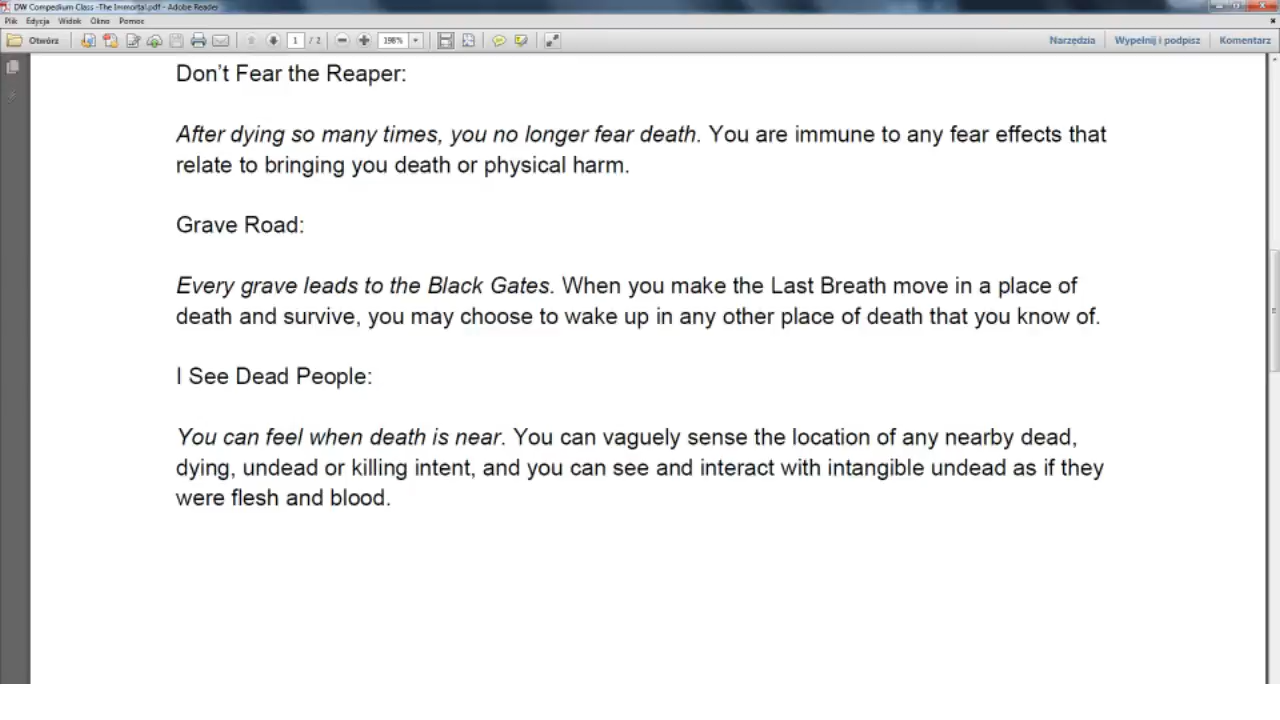 DW Compedium Class -The Immortal.pdf - Adobe Reader
Plik Edycja Widok Okno Pomoc
Otwórz 1 / 2 198% Narzędzia Wypełnij i podpisz Komentarz
Don't Fear the Reaper:
After dying so many times, you no longer fear death. You are immune to any fear effects that
relate to bringing you death or physical harm.
Grave Road:
Every grave leads to the Black Gates. When you make the Last Breath move in a place of
death and survive, you may choose to wake up in any other place of death that you know of.
I See Dead People:
You can feel when death is near. You can vaguely sense the location of any nearby dead,
dying, undead or killing intent, and you can see and interact with intangible undead as if they
were flesh and blood.